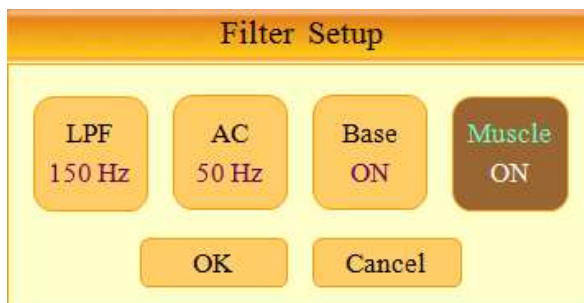 Filter Setup
LPF
150 Hz
AC
50 Hz
Base
ON
Muscle
ON
OK
Cancel